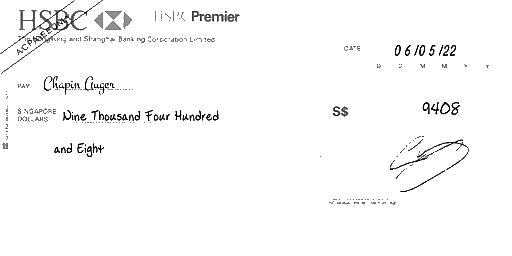 HSBC HSBC Premier
The Hongkong and Shanghai Banking Corporation Limited
A/C PAYEE ONLY
DATE 06/05/22
D D M M Y Y
PAY Chapin Auger
SINGAPORE DOLLARS Nine Thousand Four Hundred
and Eight
S$ 9408